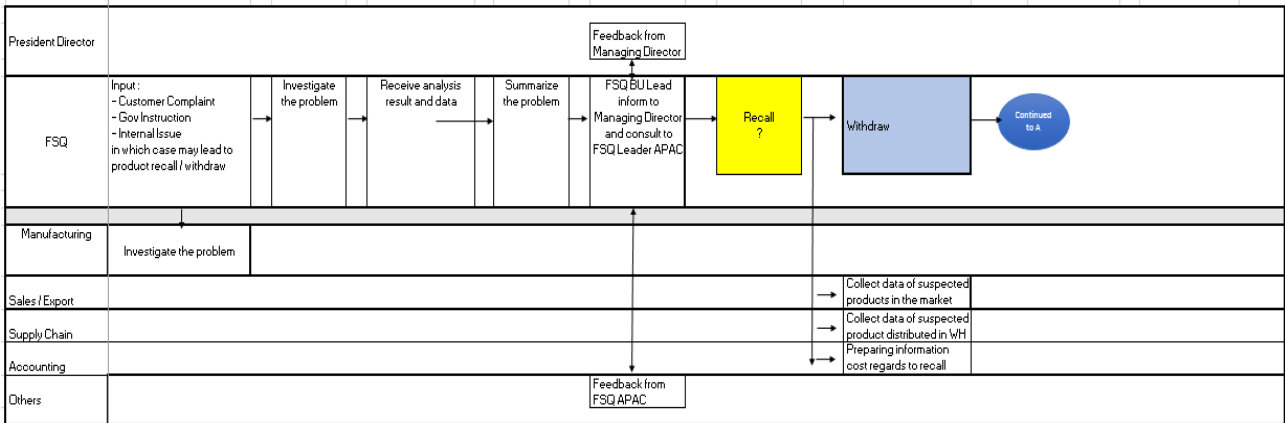 President Director
Feedback from
Managing Director
FSQ
Input :
- Customer Complaint
- Gov Instruction
- Internal Issue
in which case may lead to
product recall / withdraw
Investigate
the problem
Receive analysis
result and data
Summarize
the problem
FSQ BU Lead
inform to
Managing Director
and consult to
FSQ Leader APAC
Recall
?
Withdraw
Continued
to A
Manufacturing
Investigate the problem
Sales / Export
Collect data of suspected
products in the market
Supply Chain
Collect data of suspected
product distributed in WH
Accounting
Preparing information
cost regards to recall
Others
Feedback from
FSQ APAC